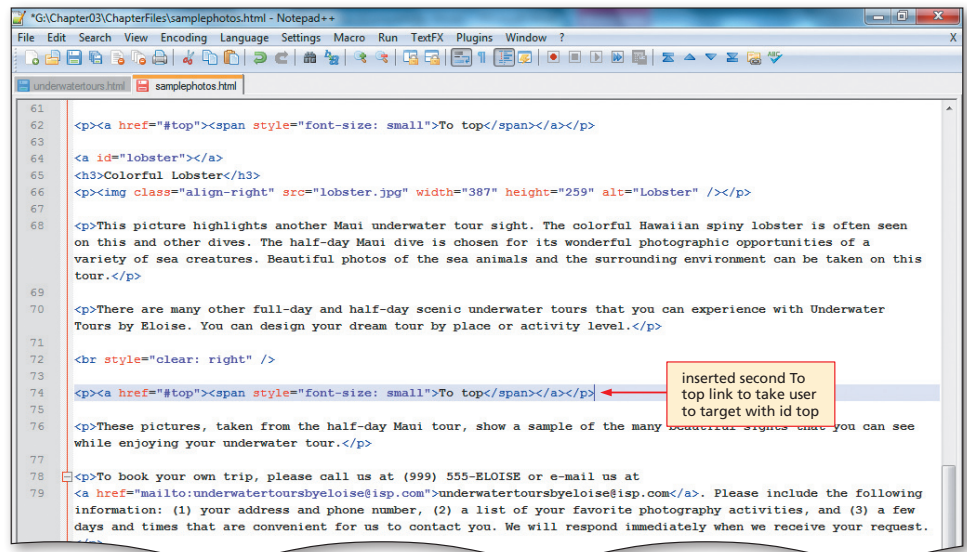 *G:\Chapter03\ChapterFiles\samplephotos.html - Notepad++
File Edit Search View Encoding Language Settings Macro Run TextFX Plugins Window ? X
underwatertours.html samplephotos.html
61
62 <p><a href="#top"><span style="font-size: small">To top</span></a></p>
63
64 <a id="lobster"></a>
65 <h3>Colorful Lobster</h3>
66 <p><img class="align-right" src="lobster.jpg" width="387" height="259" alt="Lobster" /></p>
67
68 <p>This picture highlights another Maui underwater tour sight. The colorful Hawaiian spiny lobster is often seen
on this and other dives. The half-day Maui dive is chosen for its wonderful photographic opportunities of a
variety of sea creatures. Beautiful photos of the sea animals and the surrounding environment can be taken on this
tour.</p>
69
70 <p>There are many other full-day and half-day scenic underwater tours that you can experience with Underwater
Tours by Eloise. You can design your dream tour by place or activity level.</p>
71
72 <br style="clear: right" />
73
74 <p><a href="#top"><span style="font-size: small">To top</span></a></p>
inserted second To
top link to take user
to target with id top
75
76 <p>These pictures, taken from the half-day Maui tour, show a sample of the many beautiful sights that you can see
while enjoying your underwater tour.</p>
77
78 <p>To book your own trip, please call us at (999) 555-ELOISE or e-mail us at
79 <a href="mailto:underwatertoursbyeloise@isp.com">underwatertoursbyeloise@isp.com</a>. Please include the following
information: (1) your address and phone number, (2) a list of your favorite photography activities, and (3) a few
days and times that are convenient for us to contact you. We will respond immediately when we receive your request.
</p>